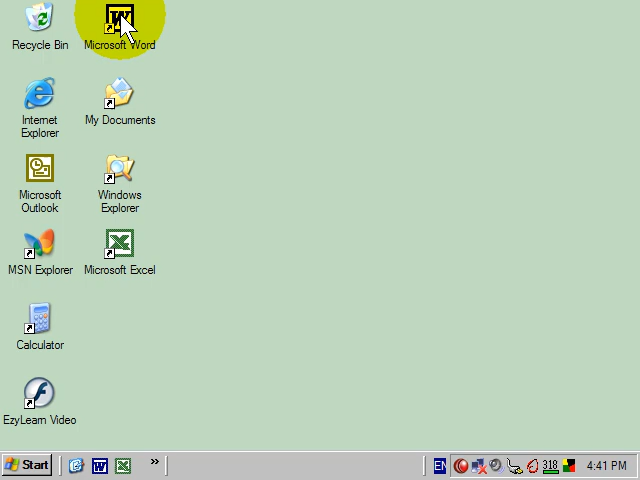 Recycle Bin
Microsoft Word
Internet
Explorer
My Documents
Microsoft
Outlook
Windows
Explorer
MSN Explorer
Microsoft Excel
Calculator
EzyLearn Video
Start
EN
318
4:41 PM